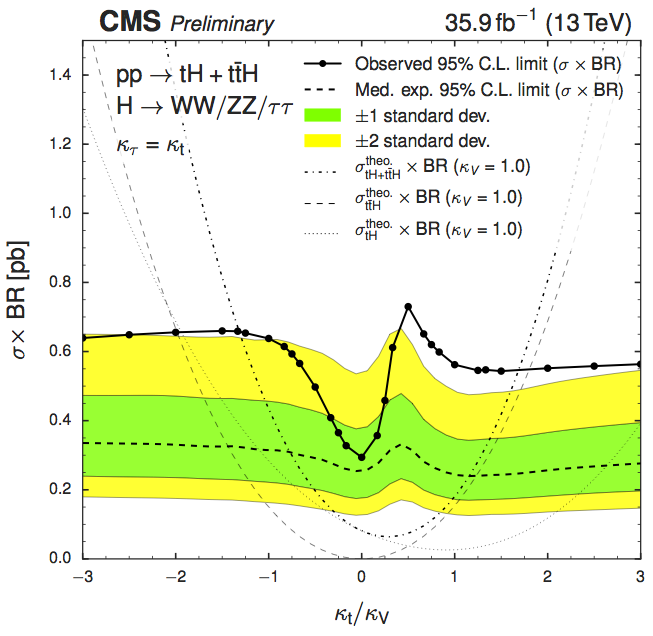 CMS Preliminary 35.9 fb⁻¹ (13 TeV)
pp → tH + tt̄H
H → WW/ZZ/ττ
κτ = κt
Observed 95% C.L. limit (σ × BR)
Med. exp. 95% C.L. limit (σ × BR)
±1 standard dev.
±2 standard dev.
σ^theo._tH+tt̄H × BR (κV = 1.0)
σ^theo._tt̄H × BR (κV = 1.0)
σ^theo._tH × BR (κV = 1.0)
σ× BR [pb]
1.4
1.2
1.0
0.8
0.6
0.4
0.2
0.0
−3 −2 −1 0 1 2 3
κt/κV